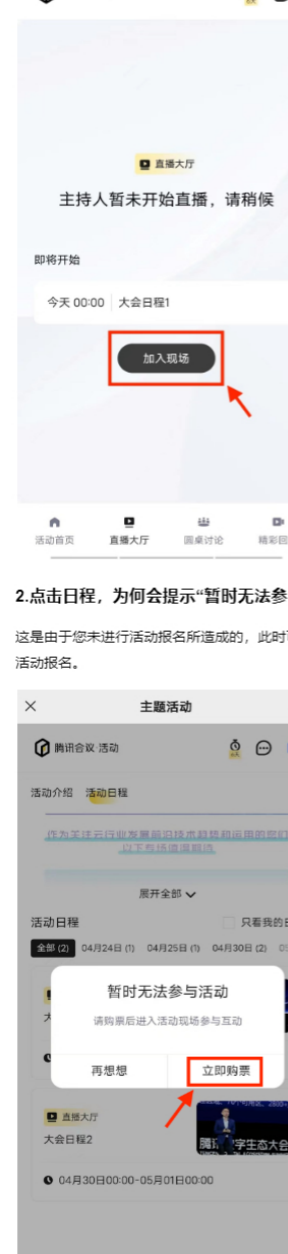 直播大厅
主持人暂未开始直播，请稍候
即将开始
今天 00:00 大会日程1
加入现场
活动首页 直播大厅 圆桌讨论 精彩回
2.点击日程，为何会提示“暂时无法参
这是由于您未进行活动报名所造成的，此时
活动报名。
主题活动
腾讯会议·活动
活动介绍 活动日程
展开全部
活动日程 只看我的
全部 (2) 04月24日 (1) 04月25日 (1) 04月30日 (2) 05
暂时无法参与活动
请购票后进入活动现场参与互动
再想想 立即购票
直播大厅
大会日程2
腾讯 字生态大会
04月30日00:00-05月01日00:00